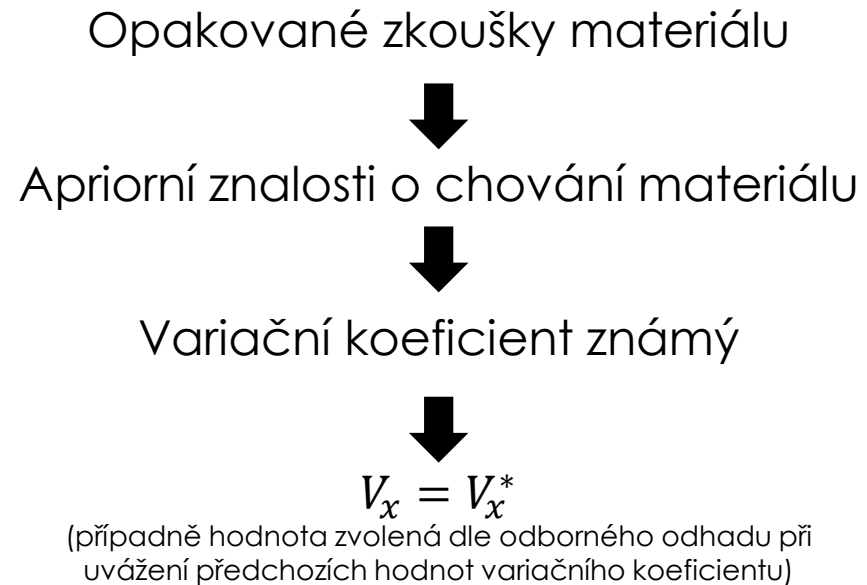 Opakované zkoušky materiálu
Apriorní znalosti o chování materiálu
Variační koeficient známý
V_x = V_x^*
(případně hodnota zvolená dle odborného odhadu při
uvážení předchozích hodnot variačního koeficientu)